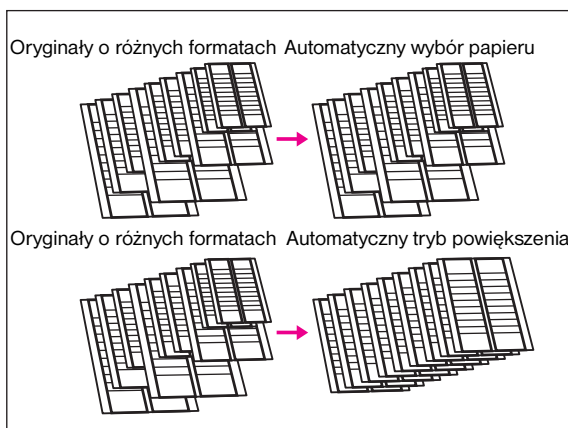 Oryginały o różnych formatach Automatyczny wybór papieru
Oryginały o różnych formatach Automatyczny tryb powiększenia